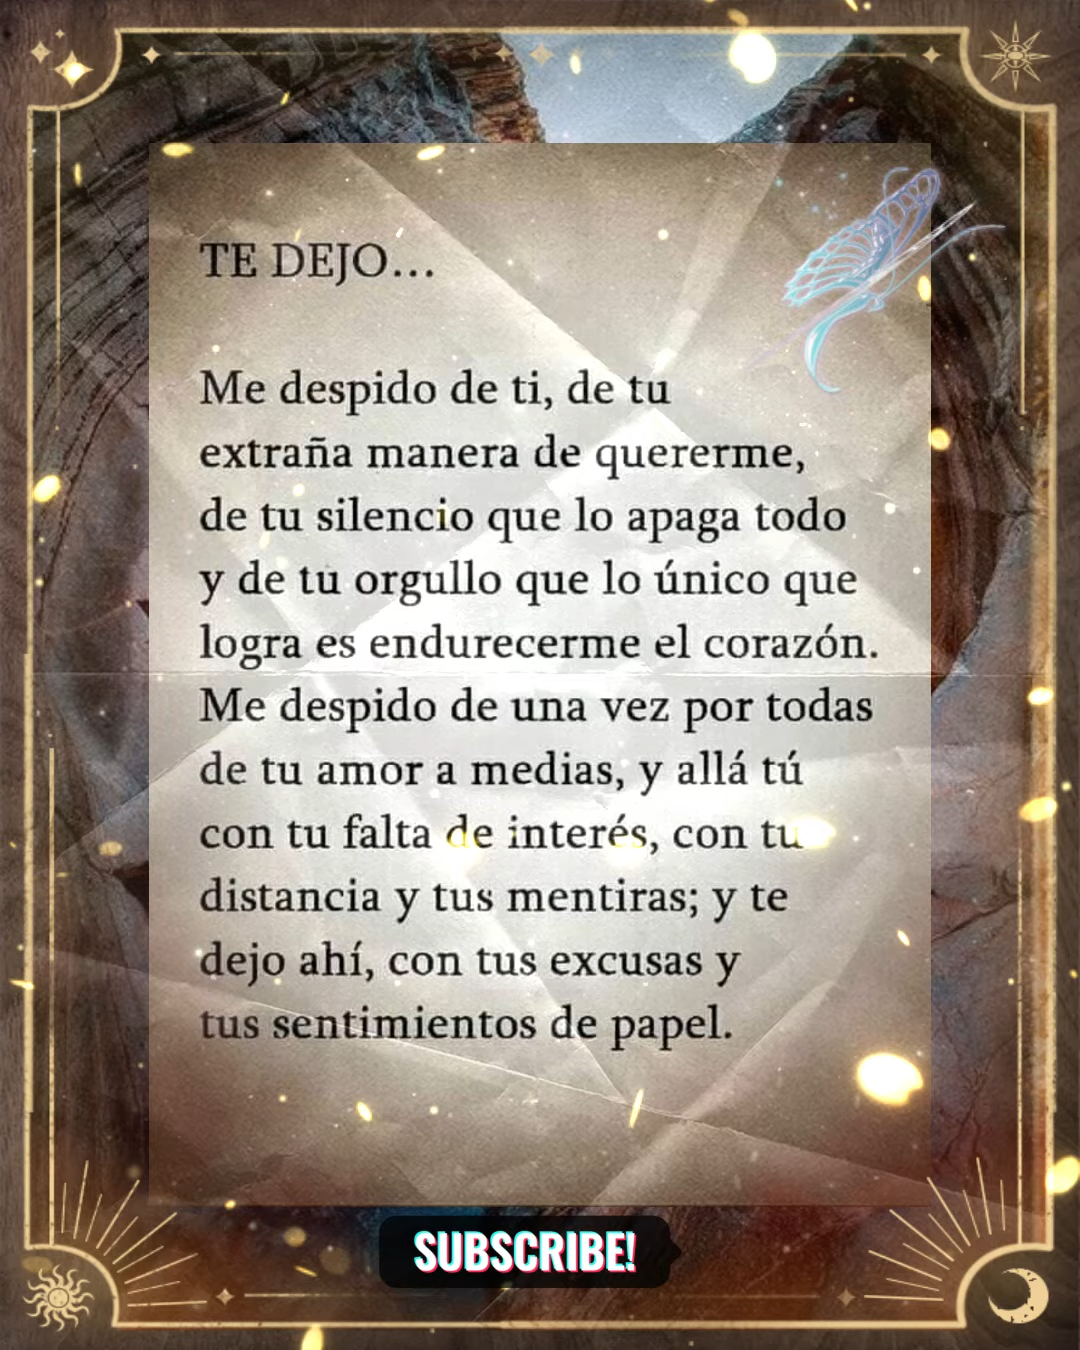 TE DEJO...
Me despido de ti, de tu
extraña manera de quererme,
de tu silencio que lo apaga todo
y de tu orgullo que lo único que
logra es endurecerme el corazón.
Me despido de una vez por todas
de tu amor a medias, y allá tú
con tu falta de interés, con tu
distancia y tus mentiras; y te
dejo ahí, con tus excusas y
tus sentimientos de papel.
SUBSCRIBE!